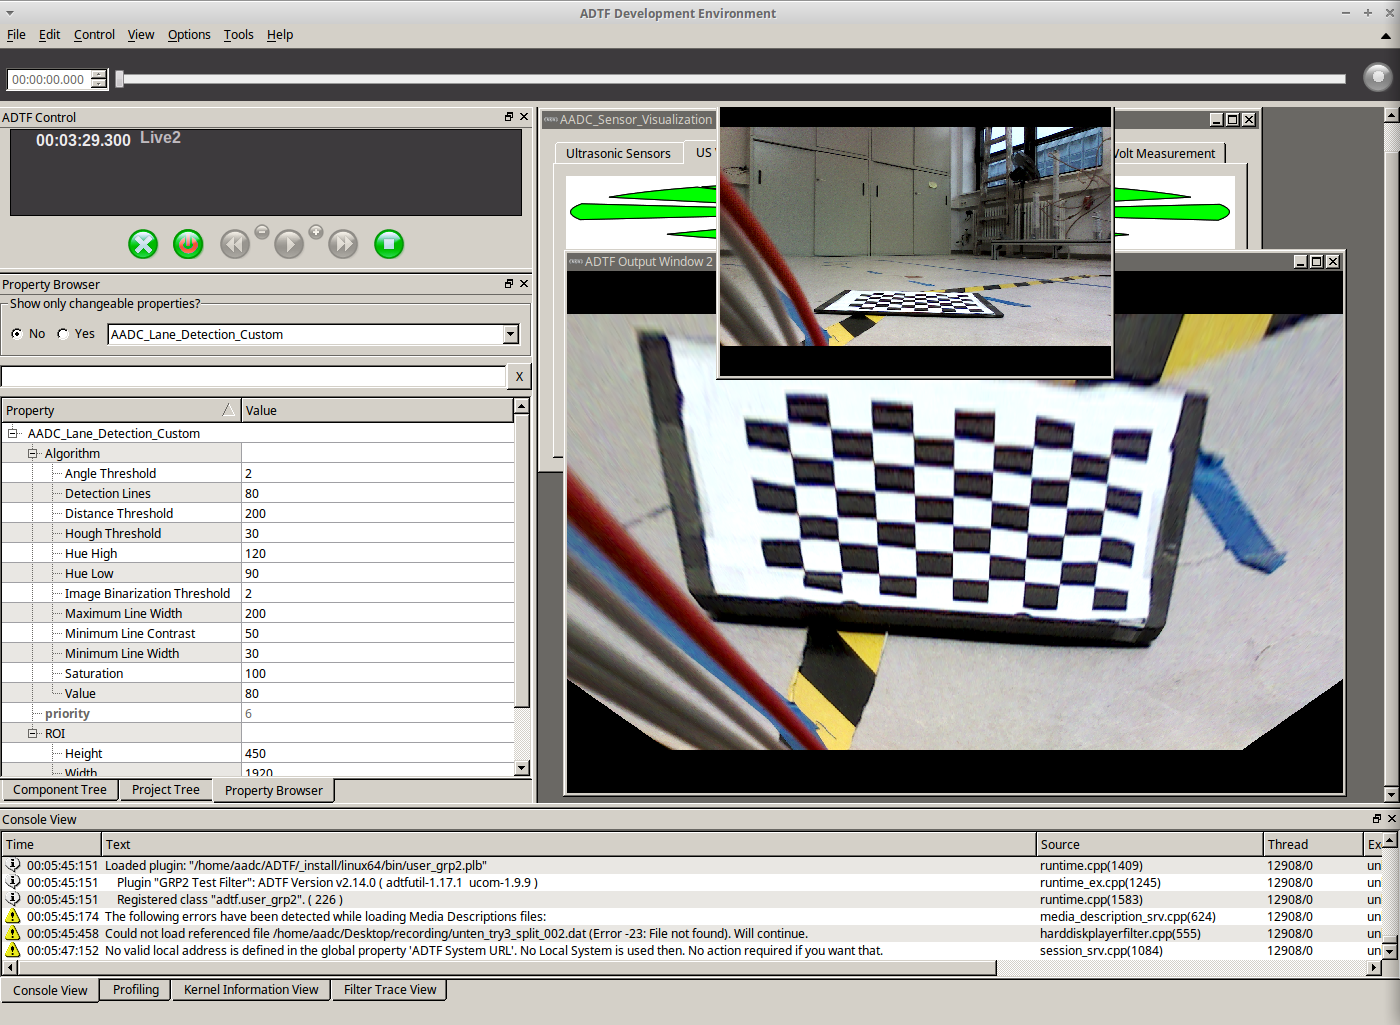 ADTF Development Environment
File Edit Control View Options Tools Help
00:00:00.000
ADTF Control
00:03:29.300 Live2
Property Browser
Show only changeable properties?
No Yes AADC_Lane_Detection_Custom
X
Property Value
AADC_Lane_Detection_Custom
Algorithm
Angle Threshold 2
Detection Lines 80
Distance Threshold 200
Hough Threshold 30
Hue High 120
Hue Low 90
Image Binarization Threshold 2
Maximum Line Width 200
Minimum Line Contrast 50
Minimum Line Width 30
Saturation 100
Value 80
priority 6
ROI
Height 450
Width 1920
Component Tree Project Tree Property Browser
AADC_Sensor_Visualization
Ultrasonic Sensors US Volt Measurement
ADTF Output Window 2
Console View
Time Text Source Thread Ex
00:05:45:151 Loaded plugin: "/home/aadc/ADTF/_install/linux64/bin/user_grp2.plb" runtime.cpp(1409) 12908/0 un
00:05:45:151 Plugin "GRP2 Test Filter": ADTF Version v2.14.0 ( adtfutil-1.17.1 ucom-1.9.9 ) runtime_ex.cpp(1245) 12908/0 un
00:05:45:151 Registered class "adtf.user_grp2". ( 226 ) runtime.cpp(1583) 12908/0 un
00:05:45:174 The following errors have been detected while loading Media Descriptions files: media_description_srv.cpp(624) 12908/0 un
00:05:45:458 Could not load referenced file /home/aadc/Desktop/recording/unten_try3_split_002.dat (Error -23: File not found). Will continue. harddiskplayerfilter.cpp(555) 12908/0 un
00:05:47:152 No valid local address is defined in the global property 'ADTF System URL'. No Local System is used then. No action required if you want that. session_srv.cpp(1084) 12908/0 un
Console View Profiling Kernel Information View Filter Trace View